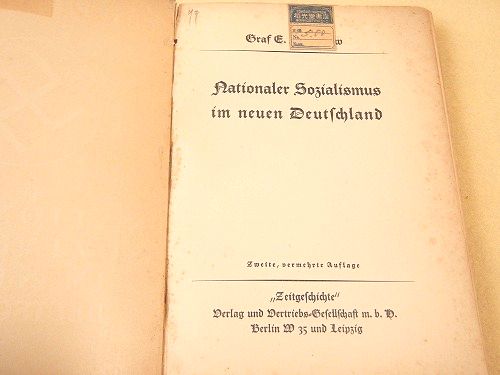 Graf E.
Nationaler Sozialismus
im neuen Deutschland
Zweite, vermehrte Auflage
„Zeitgeschichte“
Verlag und Vertriebs-Gesellschaft m. b. H.
Berlin W 35 und Leipzig